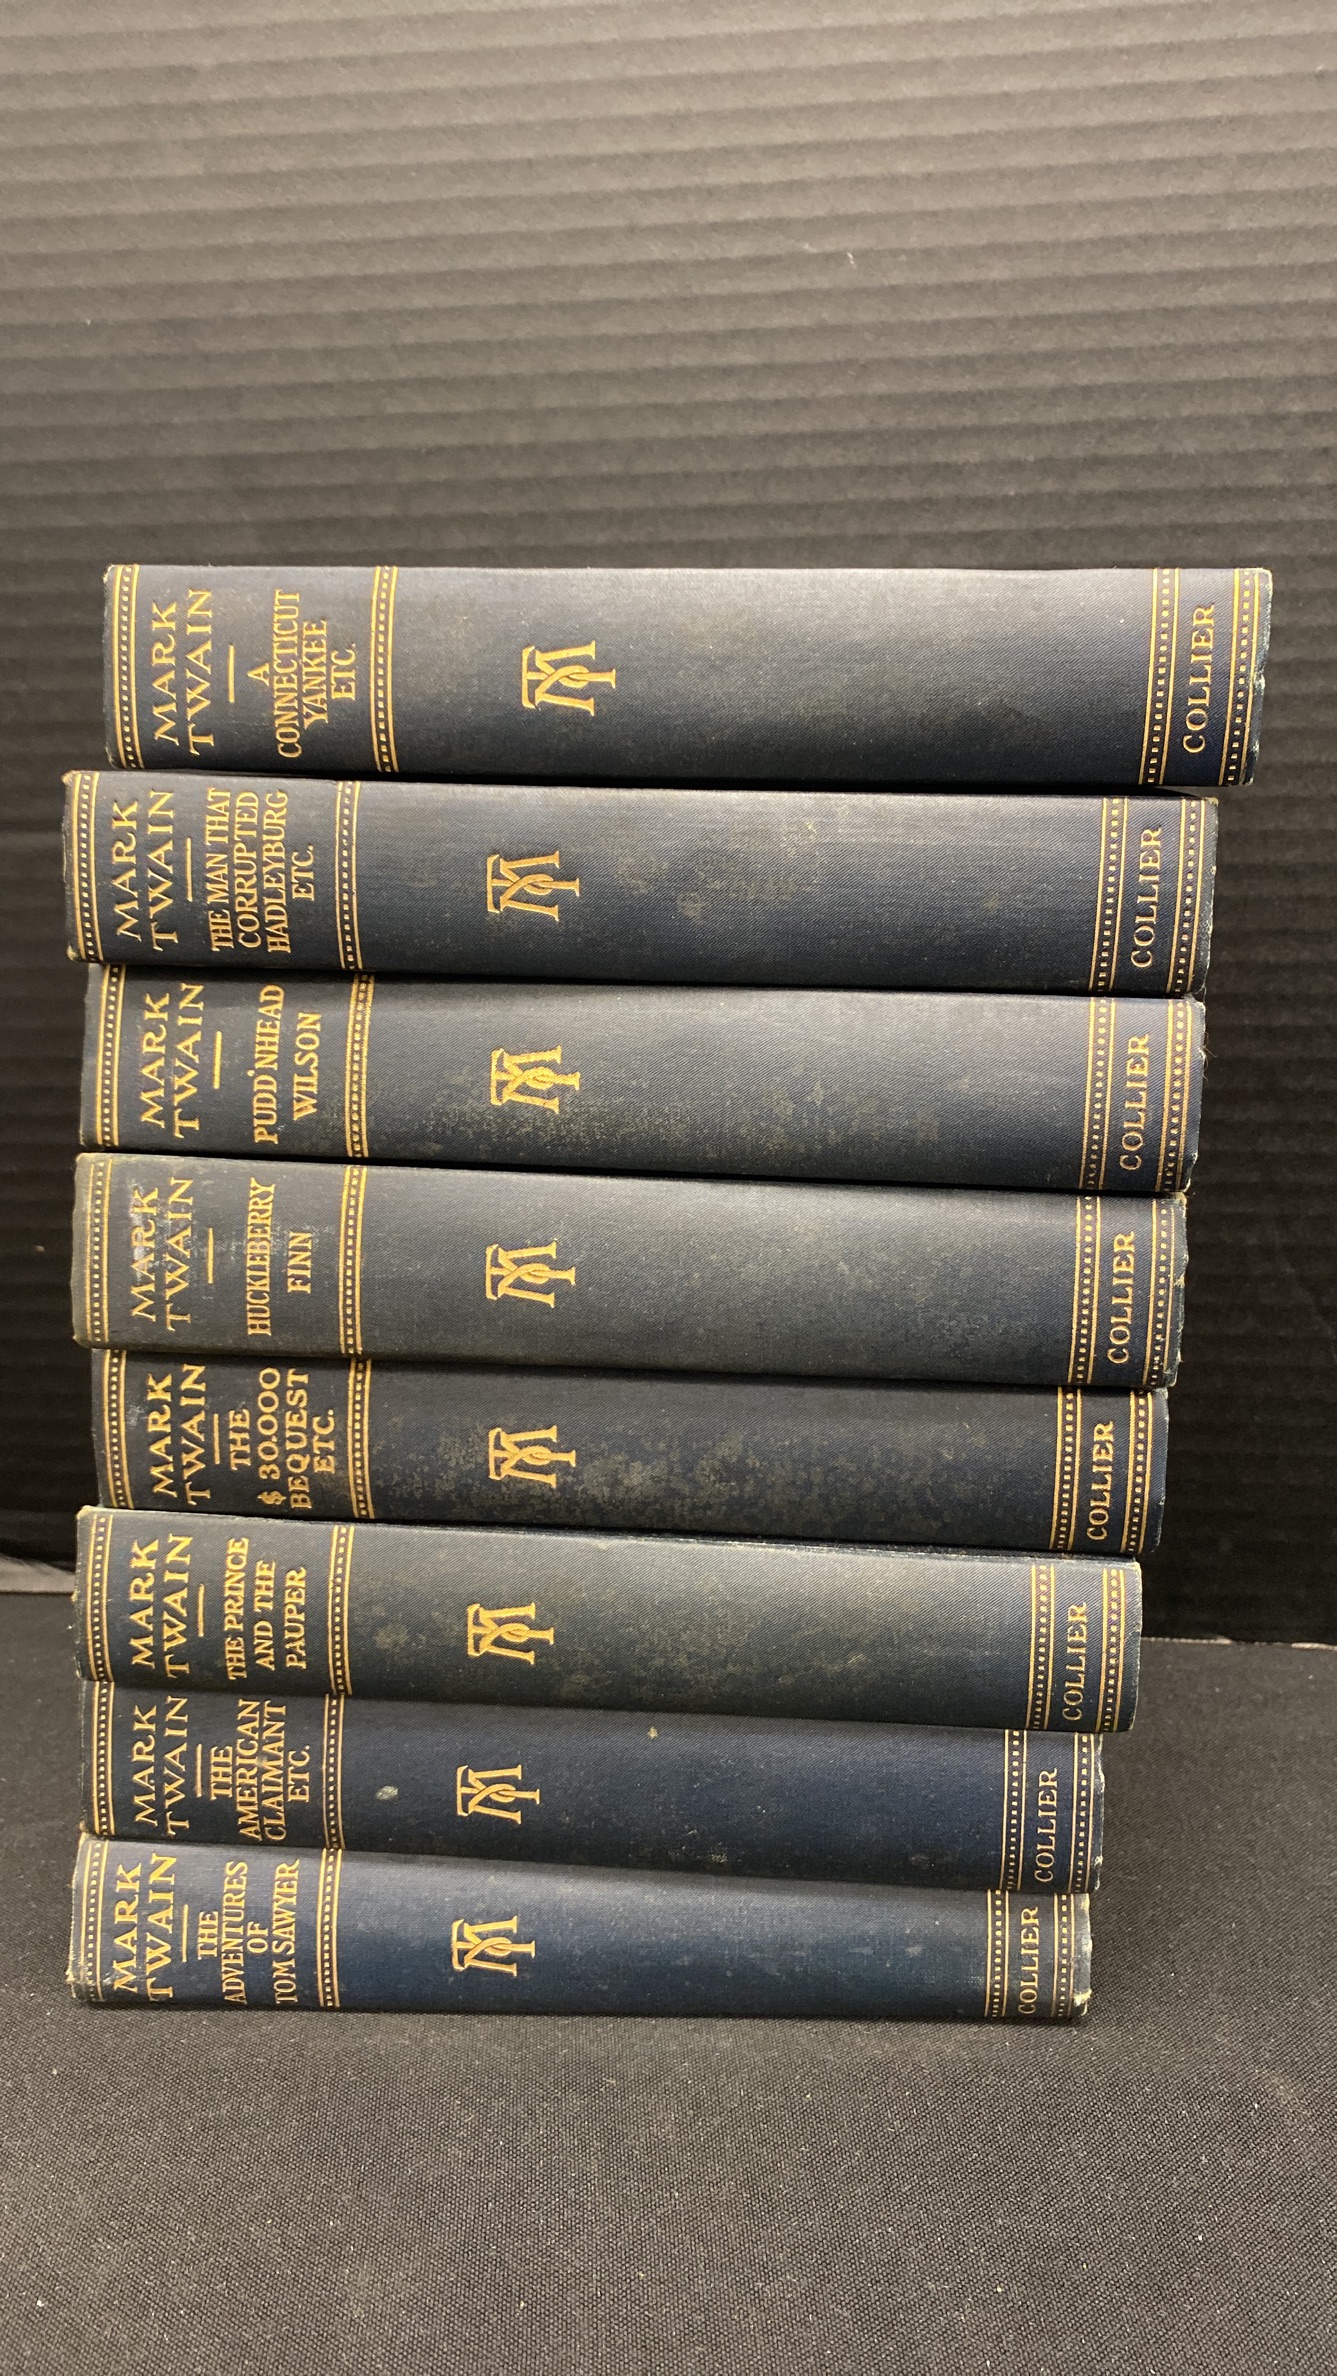 MARK
TWAIN
A
CONNECTICUT
YANKEE
ETC.
MT
COLLIER
MARK
TWAIN
THE MAN THAT
CORRUPTED
HADLEYBURG
ETC.
MT
COLLIER
MARK
TWAIN
PUDD'NHEAD
WILSON
MT
COLLIER
MARK
TWAIN
HUCKLEBERRY
FINN
MT
COLLIER
MARK
TWAIN
THE
$ 30.000
BEQUEST
ETC.
MT
COLLIER
MARK
TWAIN
THE PRINCE
AND THE
PAUPER
MT
COLLIER
MARK
TWAIN
THE
AMERICAN
CLAIMANT
ETC.
MT
COLLIER
MARK
TWAIN
THE
ADVENTURES
OF
TOM SAWYER
MT
COLLIER